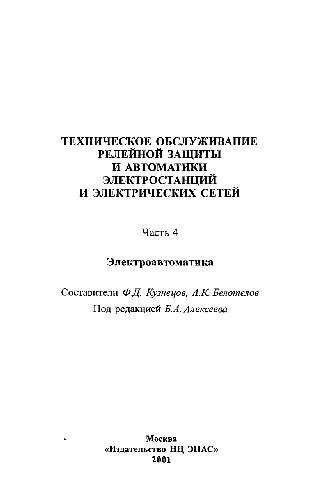 ТЕХНИЧЕСКОЕ ОБСЛУЖИВАНИЕ
РЕЛЕЙНОЙ ЗАЩИТЫ
И АВТОМАТИКИ
ЭЛЕКТРОСТАНЦИЙ
И ЭЛЕКТРИЧЕСКИХ СЕТЕЙ
Часть 4
Электроавтоматика
Составители Ф.Д. Кузнецов, А.К. Белотелов
Под редакцией Б.А. Алексеева
Москва
«Издательство НЦ ЭНАС»
2001